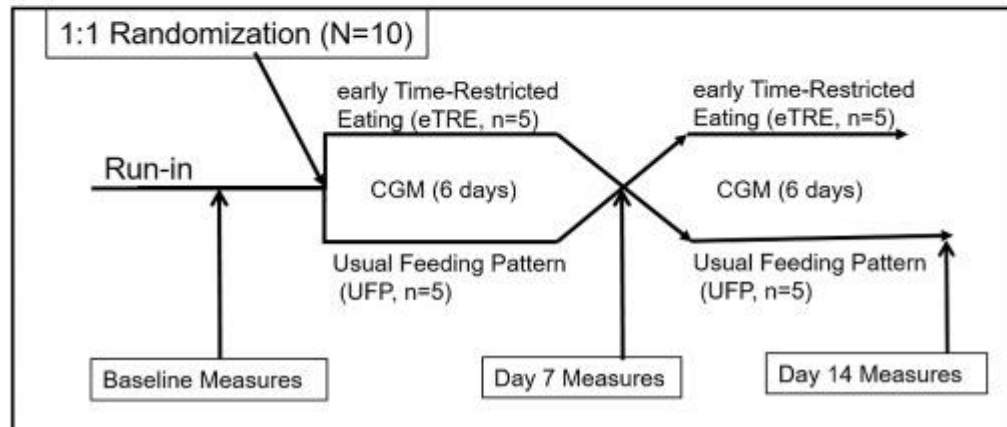 1:1 Randomization (N=10)
early Time-Restricted
Eating (eTRE, n=5)
early Time-Restricted
Eating (eTRE, n=5)
Run-in
CGM (6 days)
CGM (6 days)
Usual Feeding Pattern
(UFP, n=5)
Usual Feeding Pattern
(UFP, n=5)
Baseline Measures
Day 7 Measures
Day 14 Measures